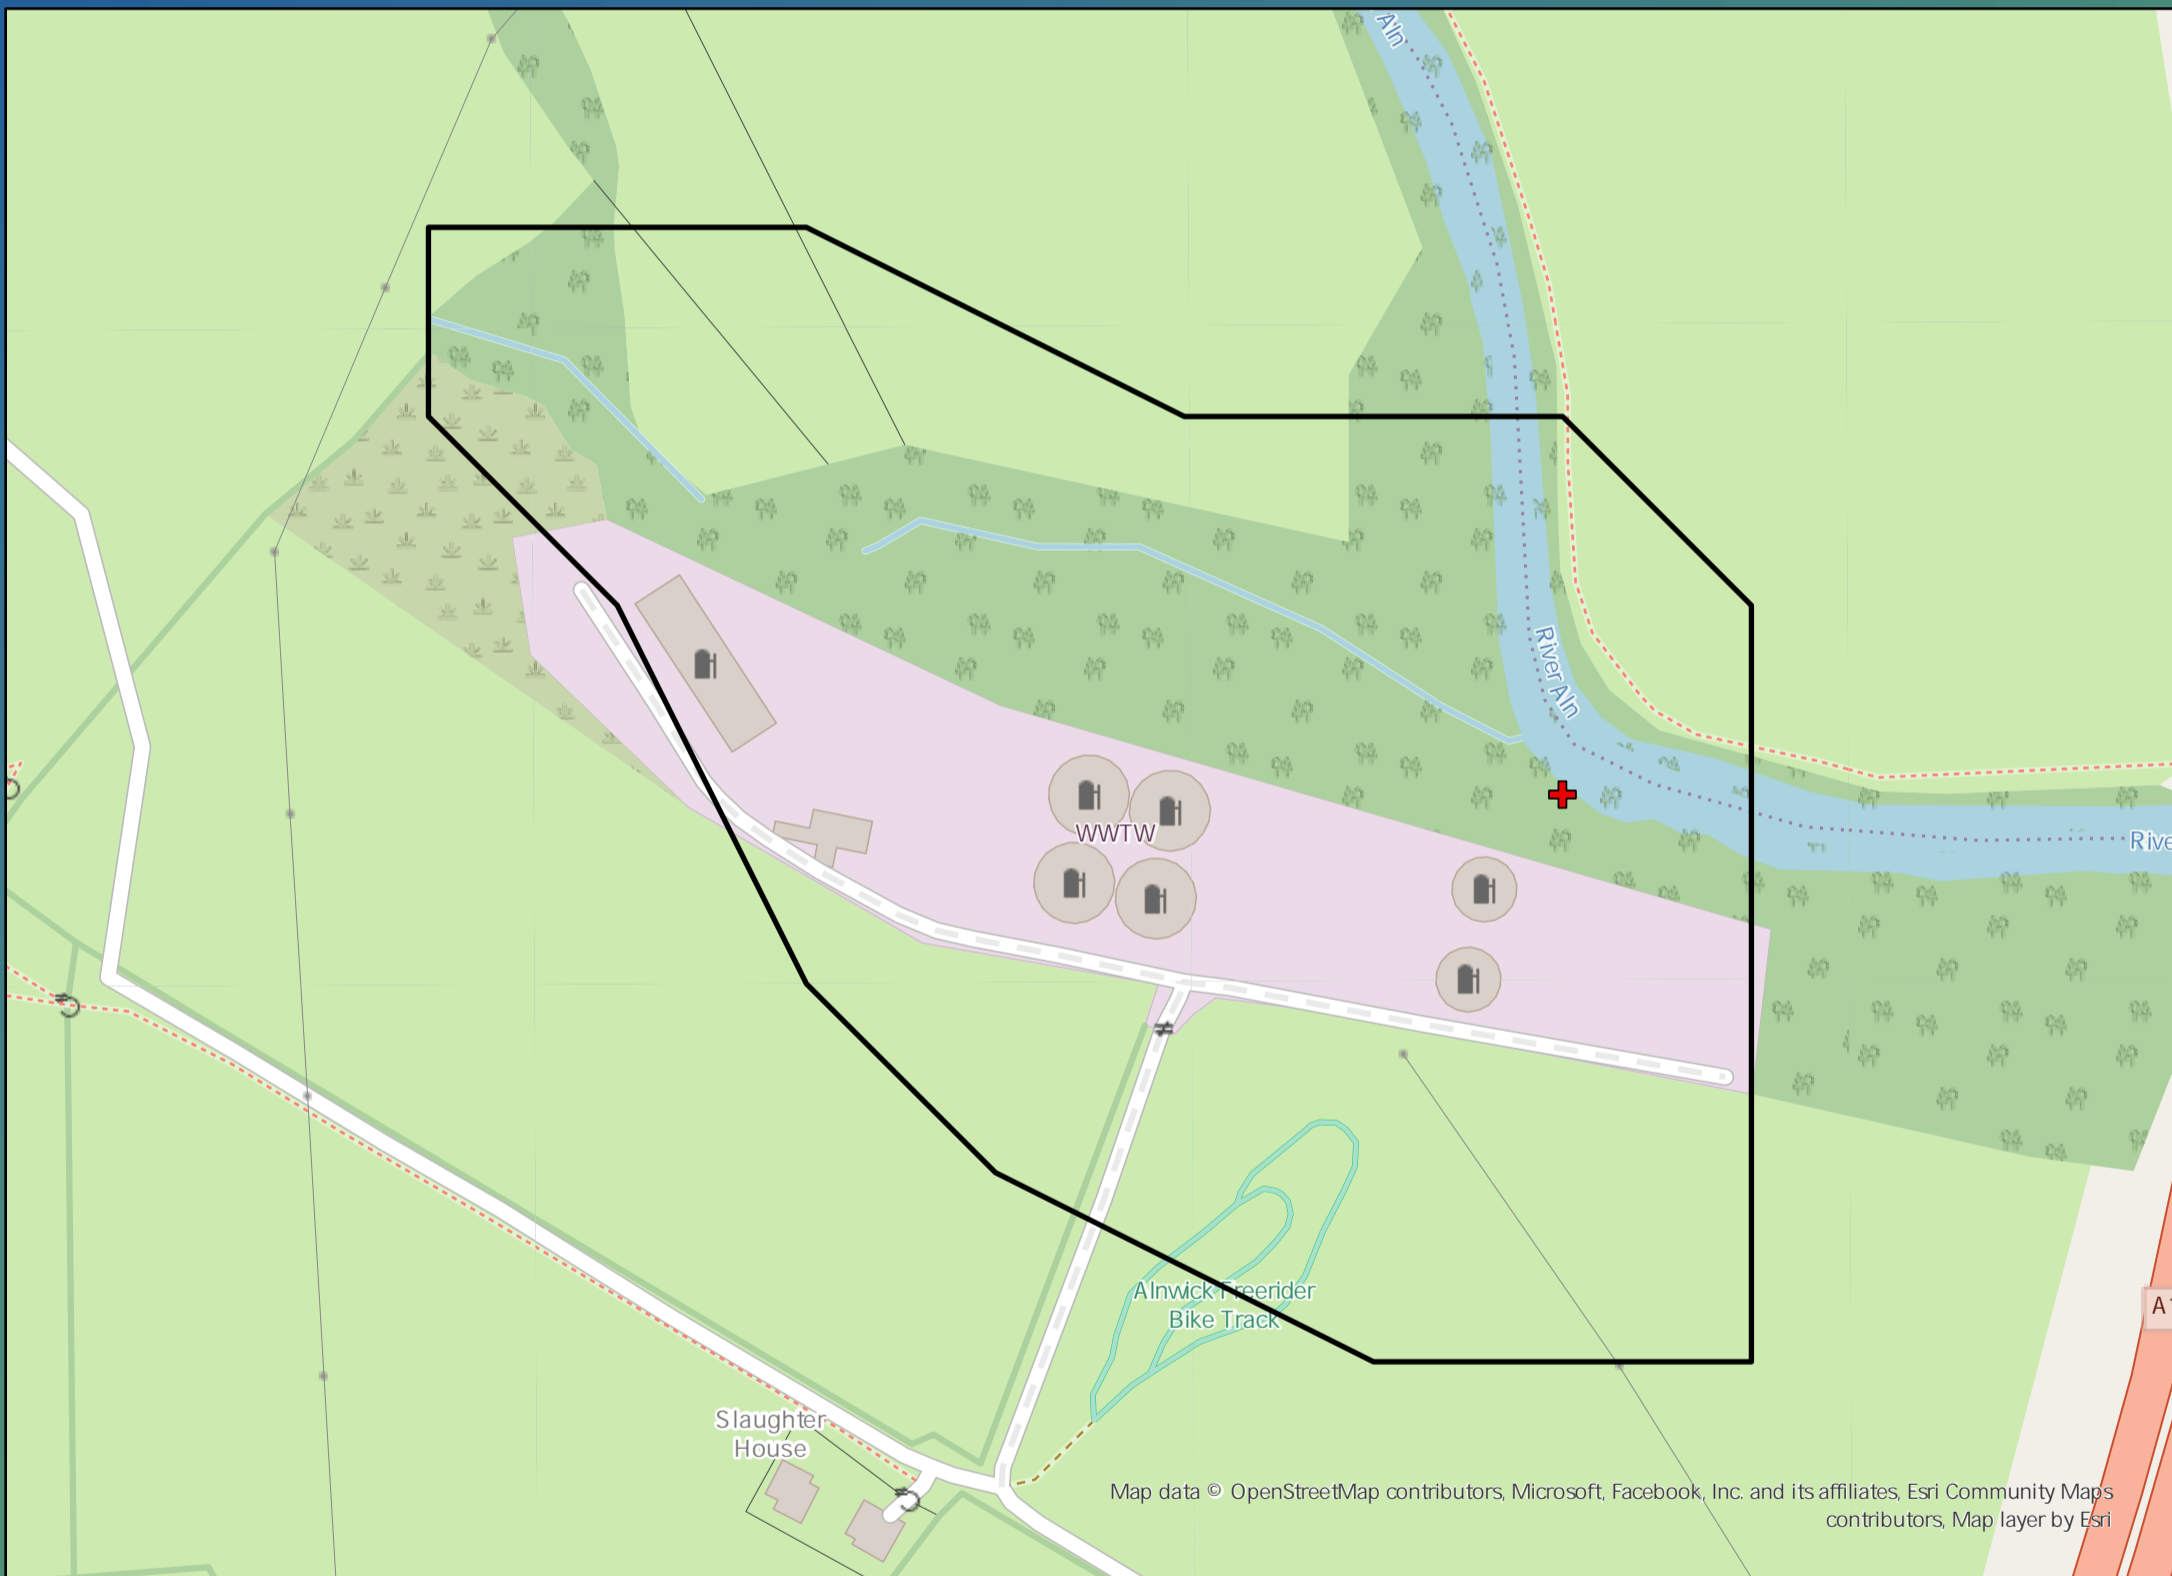 Aln
River Aln
WWTW
Rive
Alnwick Freerider
Bike Track
A1
Slaughter
House
Map data © OpenStreetMap contributors, Microsoft, Facebook, Inc. and its affiliates, Esri Community Maps
contributors, Map layer by Esri